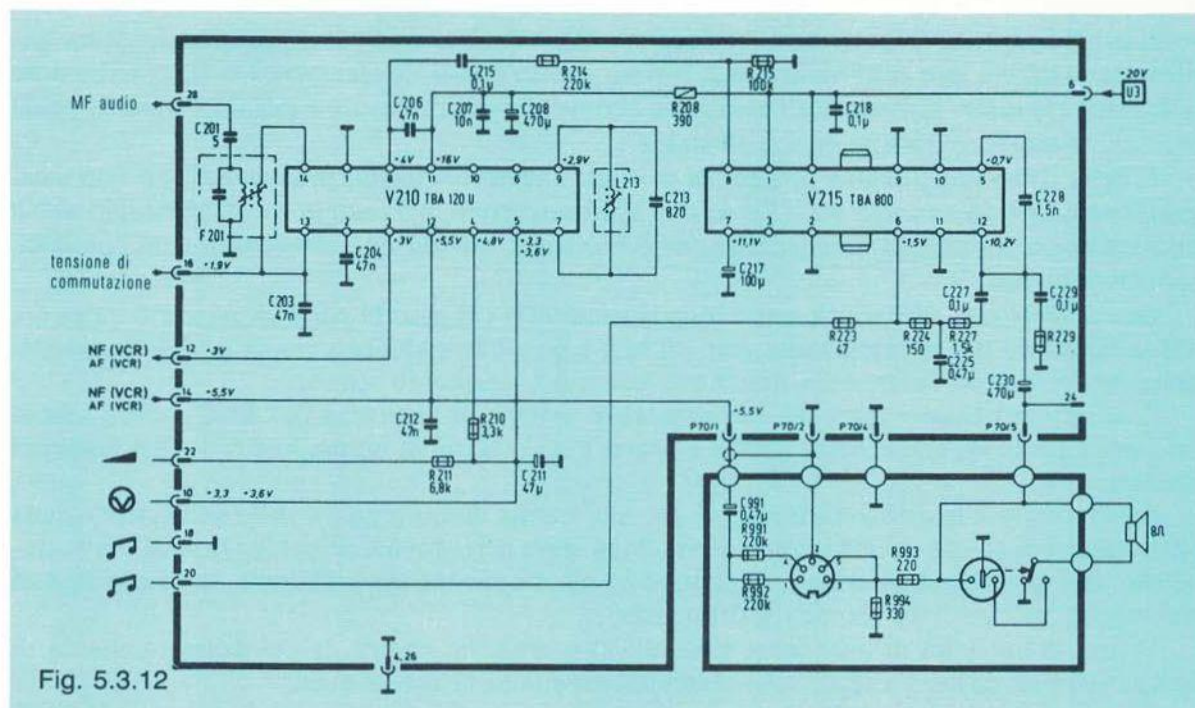 MF audio
28
C201
5
F201
14
1
8
11
10
6
9
+4V
+16V
+2,9V
V210 TBA 120 U
13
2
3
12
4
5
7
+3V
+5,5V
+4,8V
+3,3
+3,6V
C215
0,1µ
R214
220k
R215
100k
C206
47n
C207
10n
C208
470µ
R208
390
C218
0,1µ
6
+20V
U3
L213
C213
820
8
1
4
9
10
5
+0,7V
V215 TBA 800
7
3
2
6
11
12
+11,1V
+1,5V
+10,2V
C228
1,5n
tensione di
commutazione
16
+1,9V
C203
47n
C204
47n
C217
100µ
C227
0,1µ
C229
0,1µ
R223
47
R224
150
R227
1,5k
C225
0,47µ
R229
1
C230
470µ
24
NF (VCR)
AF (VCR)
12
+3V
NF (VCR)
AF (VCR)
14
+5,5V
C212
47n
R210
3,3k
+5,5V
P70/1
P70/2
P70/4
P70/5
22
R211
6,8k
C211
47µ
10
+3,3
+3,6V
18
20
C991
0,47µ
R991
220k
R992
220k
R993
220
R994
330
8Ω
4, 26
Fig. 5.3.12